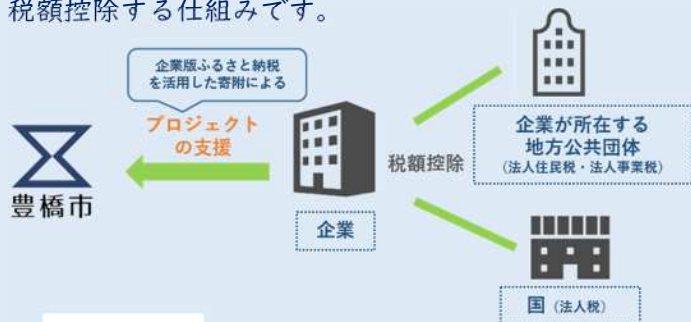 税額控除する仕組みです。
企業版ふるさと納税
を活用した寄附による
プロジェクト
の支援
豊橋市
企業
税額控除
企業が所在する
地方公共団体
(法人住民税・法人事業税)
国（法人税）